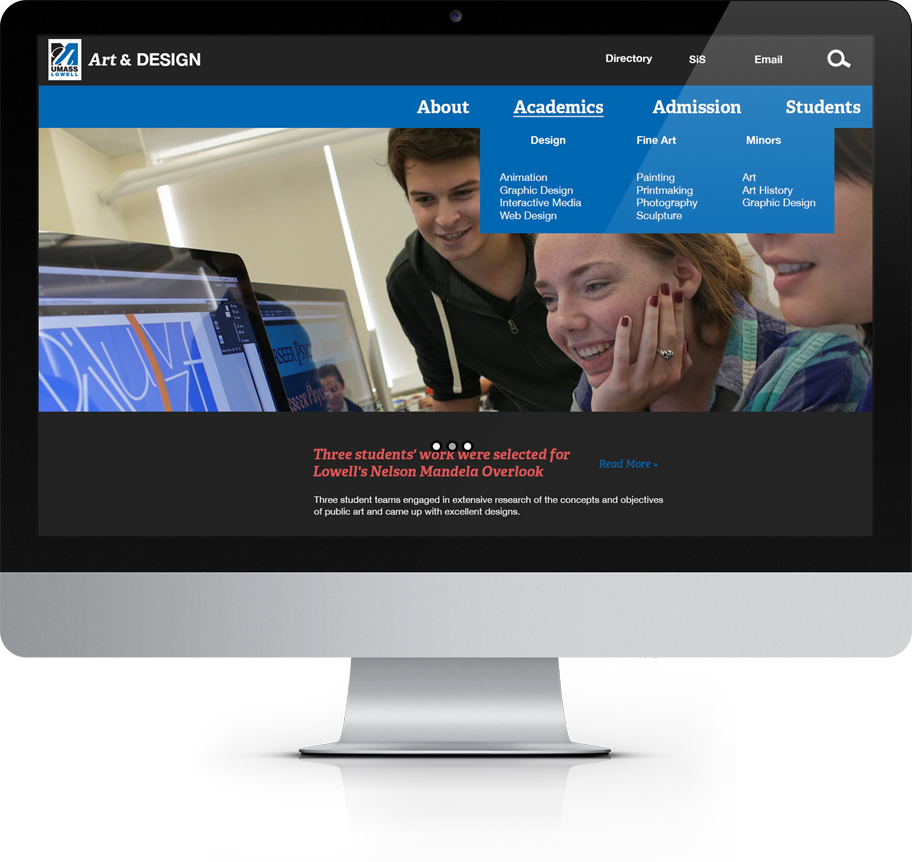 UMASS
LOWELL
Art & DESIGN
Directory SiS Email
About Academics Admission Students
Design Fine Art Minors
Animation Painting Art
Graphic Design Printmaking Art History
Interactive Media Photography Graphic Design
Web Design Sculpture
Three students' work were selected for
Lowell's Nelson Mandela Overlook
Read More »
Three student teams engaged in extensive research of the concepts and objectives
of public art and came up with excellent designs.